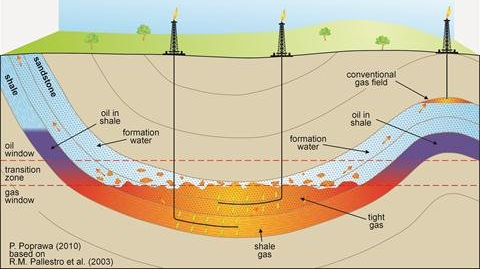 shale
sandstone
conventional
gas field
oil in
shale
formation
water
formation
water
oil in
shale
oil
window
transition
zone
gas
window
tight
gas
shale
gas
P. Poprawa (2010)
based on
R.M. Pallestro et al. (2003)